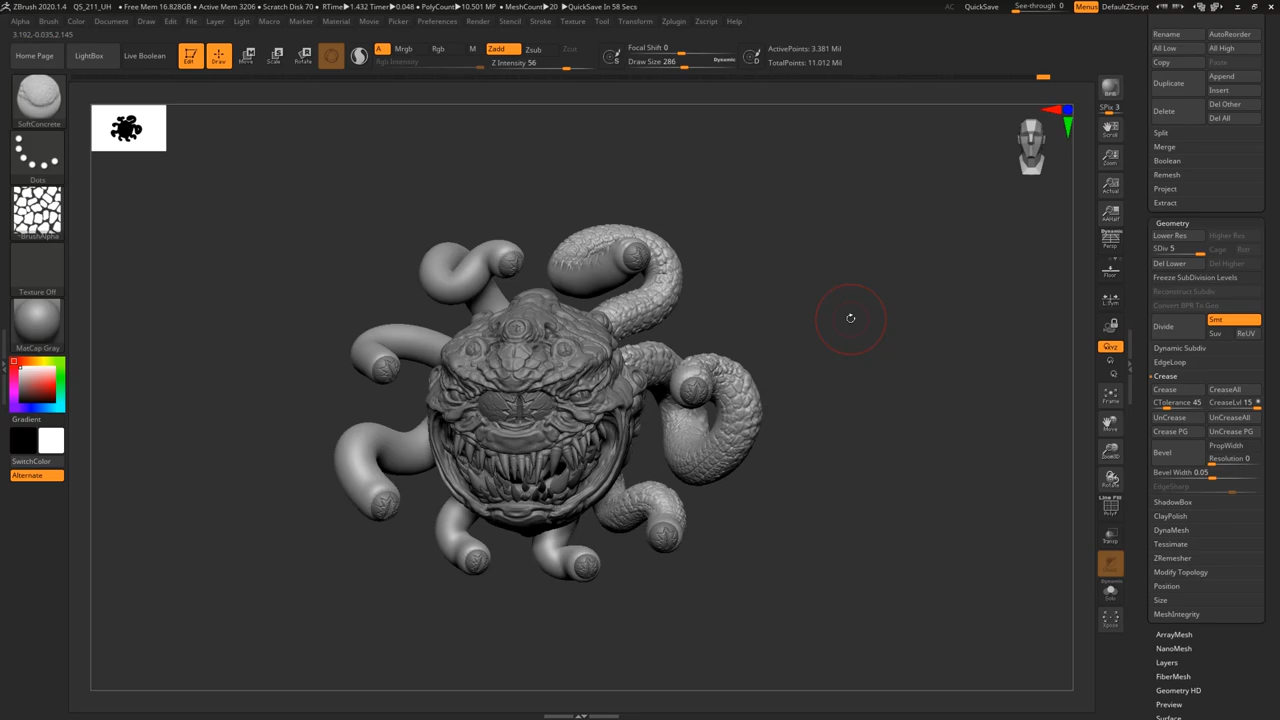 ZBrush 2020.1.4 QS_211_UH • Free Mem 16.828GB • Active Mem 3206 • Scratch Disk 70 • RTime▶1.432 Timer▶0.048 • PolyCount▶10.501 MP • MeshCount▶20 • QuickSave In 58 Secs AC QuickSave See-through 0 Menus DefaultZScript
Alpha Brush Color Document Draw Edit File Layer Light Macro Marker Material Movie Picker Preferences Render Stencil Stroke Texture Tool Transform Zplugin Zscript Help
3.192,-0.035,2.145
Home Page LightBox Live Boolean Edit Draw Move Scale Rotate A Mrgb Rgb M Zadd Zsub Zcut Focal Shift 0 ActivePoints: 3.381 Mil
Rgb Intensity Z Intensity 56 Draw Size 286 Dynamic TotalPoints: 11.012 Mil
S
D
SoftConcrete
Dots
BrushAlpha
Texture Off
MatCap Gray
Gradient
SwitchColor
Alternate
BPR
SPix 3
Scroll
Zoom
Actual
AAHalf
Dynamic
Persp
Floor
L.Sym
XYZ
Frame
Move
Zoom3D
Rotate
Line Fill
PolyF
Transp
Dynamic
Solo
Xpose
Rename AutoReorder
All Low All High
Copy Paste
Duplicate Append
Insert
Delete Del Other
Del All
Split
Merge
Boolean
Remesh
Project
Extract
Geometry
Lower Res Higher Res
SDiv 5 Cage Rstr
Del Lower Del Higher
Freeze SubDivision Levels
Reconstruct Subdiv
Convert BPR To Geo
Divide Smt
Suv ReUV
Dynamic Subdiv
EdgeLoop
Crease
Crease CreaseAll
CTolerance 45 CreaseLvl 15
UnCrease UnCreaseAll
Crease PG UnCrease PG
Bevel PropWidth
Resolution 0
Bevel Width 0.05
EdgeSharp
ShadowBox
ClayPolish
DynaMesh
Tessimate
ZRemesher
Modify Topology
Position
Size
MeshIntegrity
ArrayMesh
NanoMesh
Layers
FiberMesh
Geometry HD
Preview
Surface